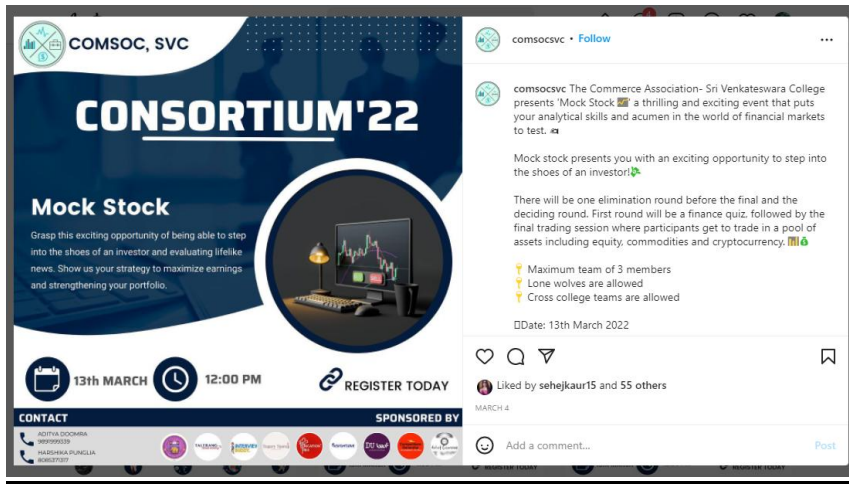 COMSOC, SVC
CONSORTIUM'22
Mock Stock
Grasp this exciting opportunity of being able to step
into the shoes of an investor and evaluating lifelike
news. Show us your strategy to maximize earnings
and strengthening your portfolio.
13th MARCH
12:00 PM
REGISTER TODAY
CONTACT
SPONSORED BY
ADITYA DOOMRA
HARSHIKA PUNGLIA
comsocsvc • Follow
comsocsvc The Commerce Association- Sri Venkateswara College
presents 'Mock Stock 💹' a thrilling and exciting event that puts
your analytical skills and acumen in the world of financial markets
to test.
Mock stock presents you with an exciting opportunity to step into
the shoes of an investor!💸
There will be one elimination round before the final and the
deciding round. First round will be a finance quiz, followed by the
final trading session where participants get to trade in a pool of
assets including equity, commodities and cryptocurrency.
Maximum team of 3 members
Lone wolves are allowed
Cross college teams are allowed
Date: 13th March 2022
Liked by sehejkaur15 and 55 others
MARCH 4
Add a comment...
Post